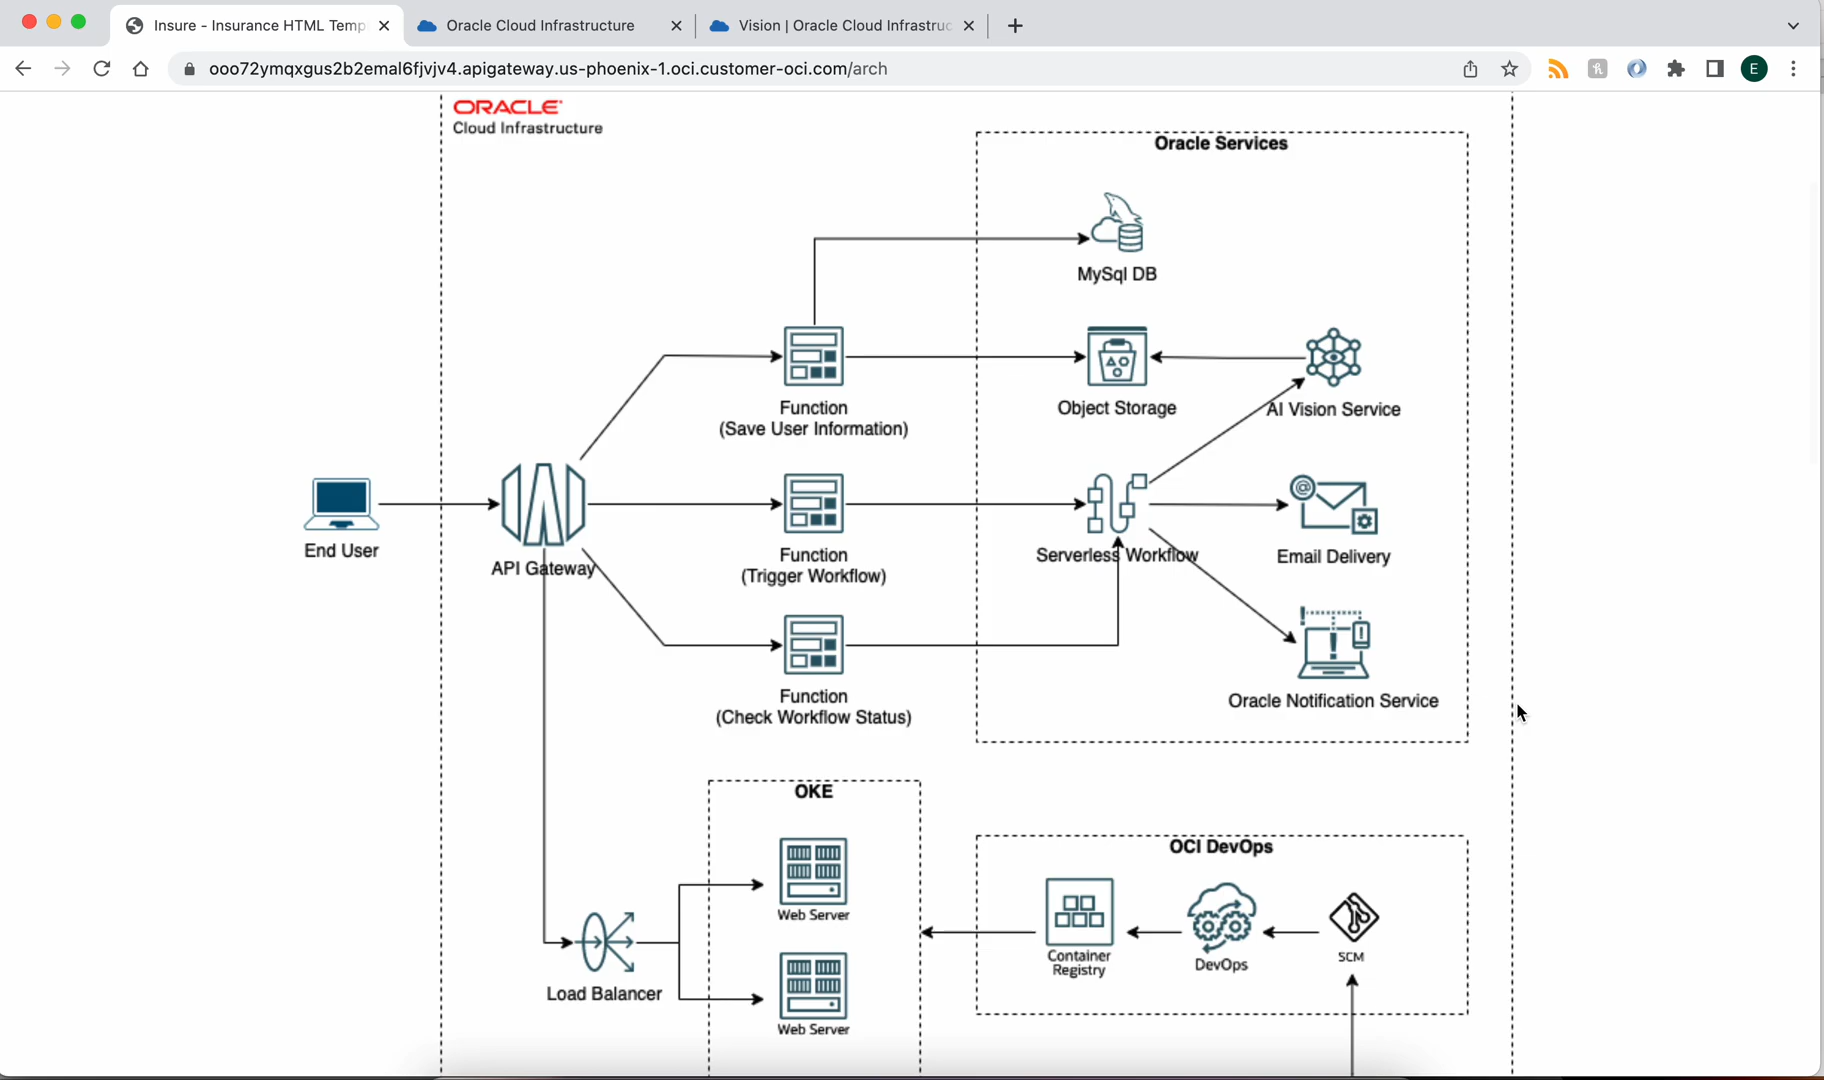 Insure - Insurance HTML Temp
Oracle Cloud Infrastructure
Vision | Oracle Cloud Infrastruc
ooo72ymqxgus2b2emal6fjvjv4.apigateway.us-phoenix-1.oci.customer-oci.com/arch
E
ORACLE
Cloud Infrastructure
Oracle Services
MySql DB
Function
(Save User Information)
Object Storage
AI Vision Service
End User
API Gateway
Function
(Trigger Workflow)
Serverless Workflow
Email Delivery
Function
(Check Workflow Status)
Oracle Notification Service
OKE
Web Server
Web Server
Load Balancer
OCI DevOps
Container
Registry
DevOps
SCM